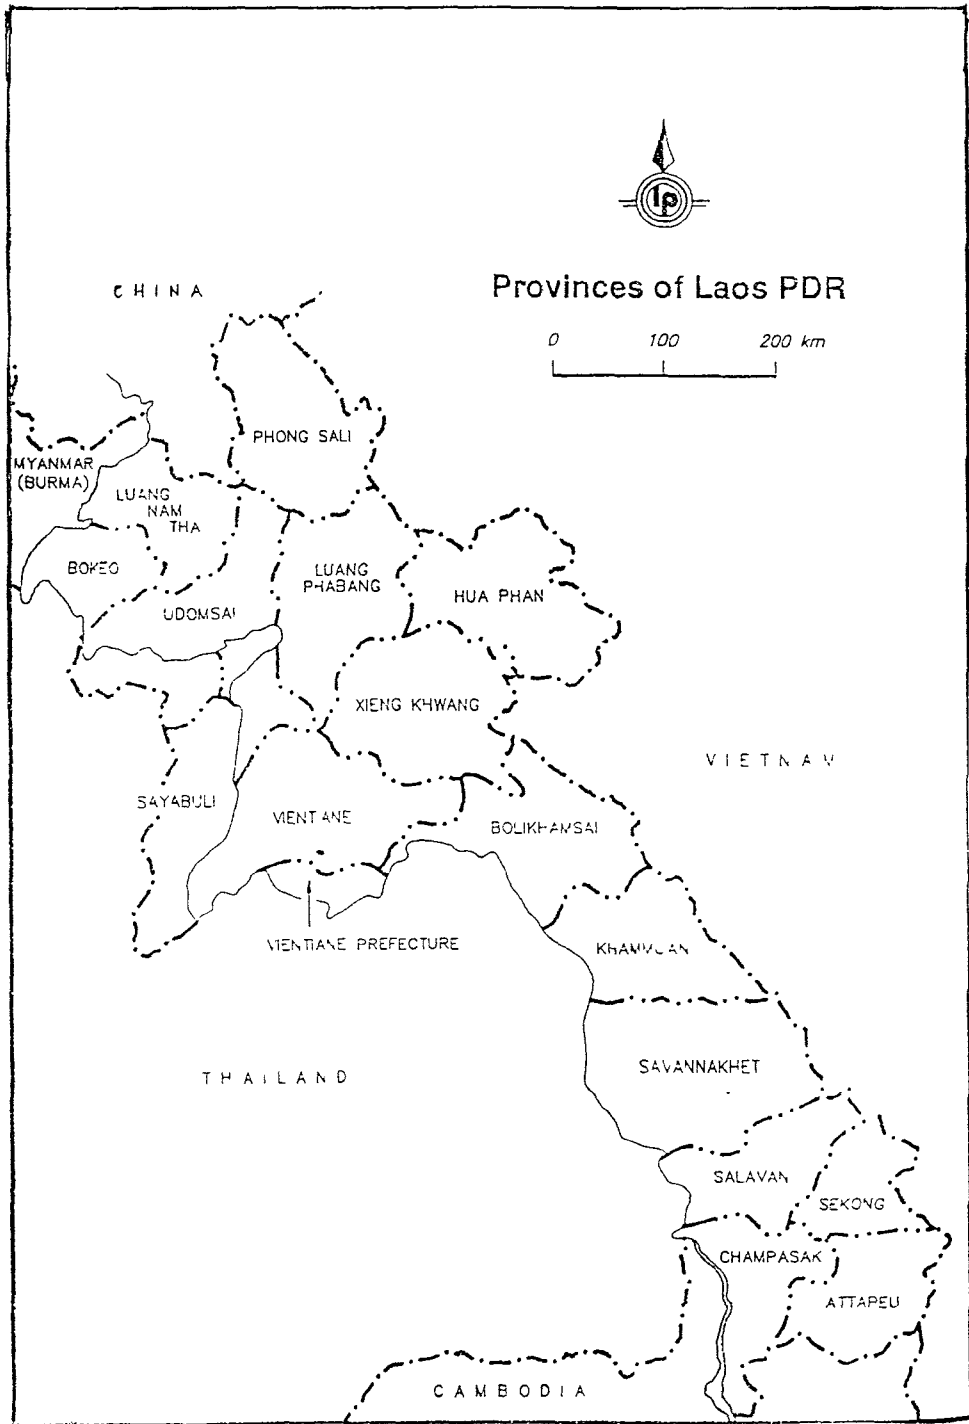 lp
CHINA
Provinces of Laos PDR
0 100 200 km
PHONG SALI
MYANMAR
(BURMA)
LUANG
NAM
THA
BOKEO
LUANG
PHABANG
HUA PHAN
UDOMSAI
XIENG KHWANG
VIETNAM
SAYABULI
VIENTIANE
BOLIKHAMSAI
VIENTIANE PREFECTURE
KHAMMUAN
THAILAND
SAVANNAKHET
SALAVAN
SEKONG
CHAMPASAK
ATTAPEU
CAMBODIA